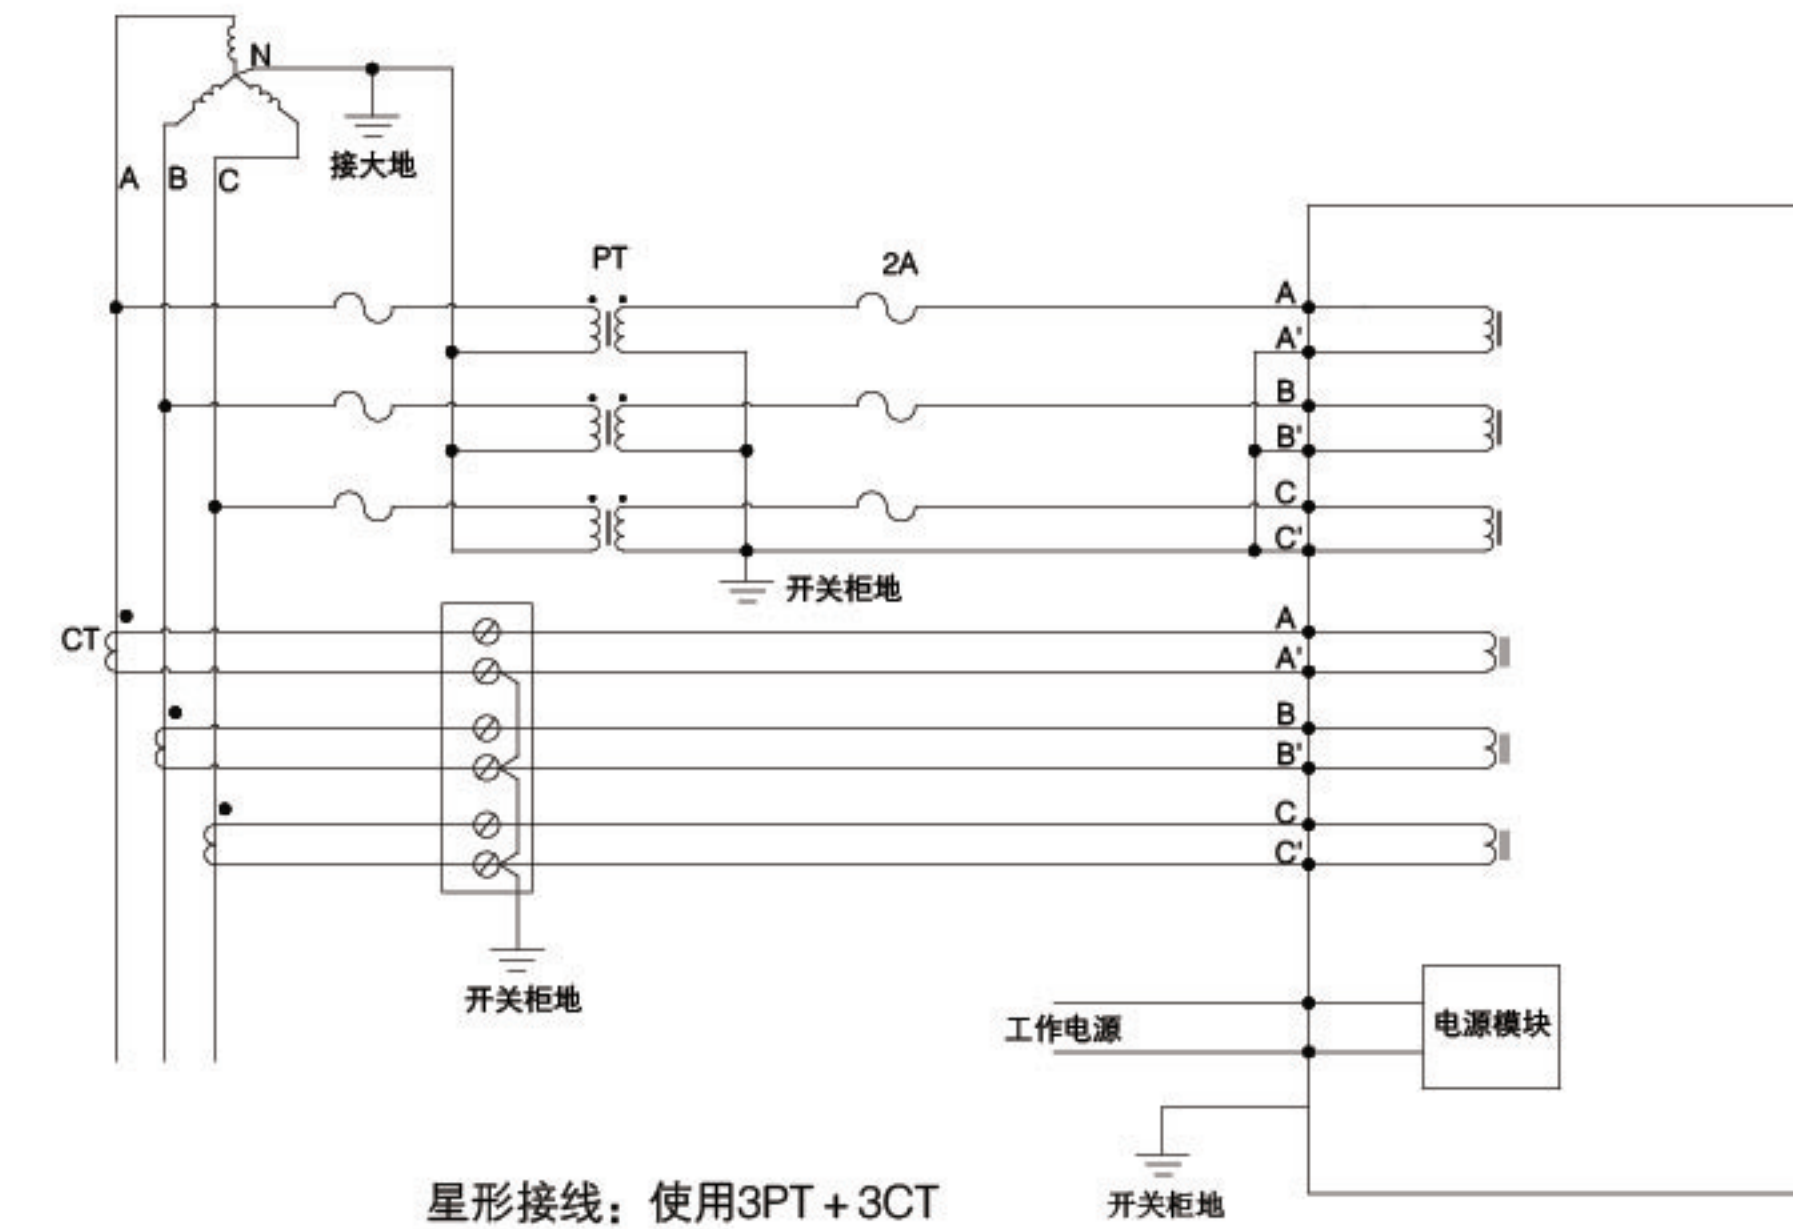 N
接大地
A B C
PT
2A
A
A'
B
B'
C
C'
开关柜地
CT
A
A'
B
B'
C
C'
开关柜地
工作电源
电源模块
开关柜地
星形接线：使用3PT+3CT